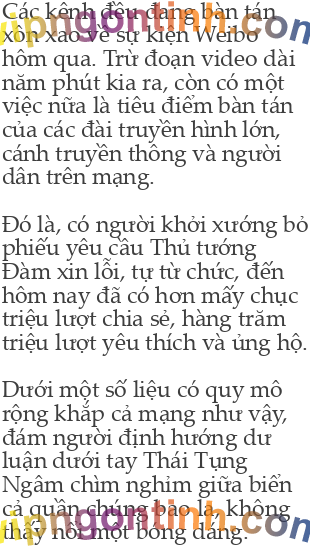 Các kênh đều đang bàn tán
xôn xao về sự kiện Weibo
hôm qua. Trừ đoạn video dài
năm phút kia ra, còn có một
việc nữa là tiêu điểm bàn tán
của các đài truyền hình lớn,
cánh truyền thông và người
dân trên mạng.
Đó là, có người khởi xướng bỏ
phiếu yêu cầu Thủ tướng
Đàm xin lỗi, tự từ chức, đến
hôm nay đã có hơn mấy chục
triệu lượt chia sẻ, hàng trăm
triệu lượt yêu thích và ủng hộ.
Dưới một số liệu có quy mô
rộng khắp cả mạng như vậy,
đám người định hướng dư
luận dưới tay Thái Tụng
Ngâm chìm nghỉm giữa biển
cả quần chúng bao la, không
thấy nổi một bóng dáng.
vipngontinh.com
vipngontinh.com